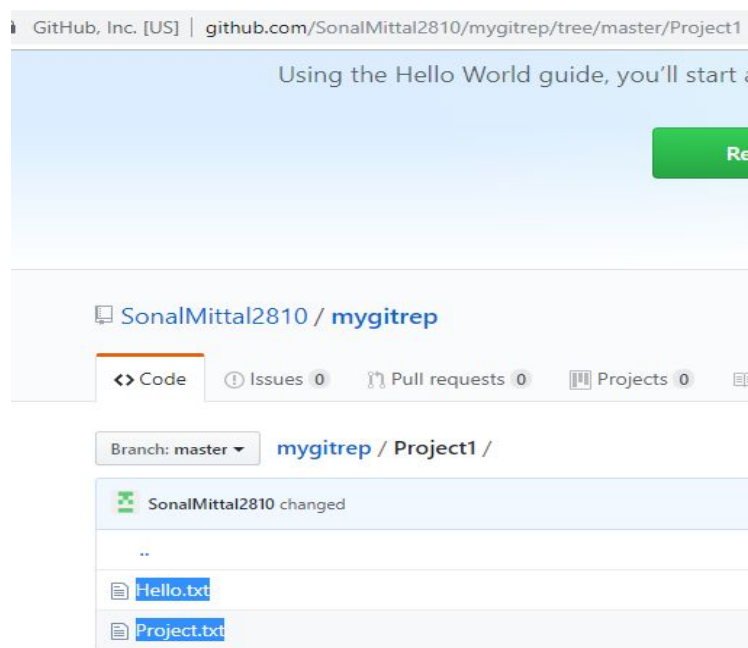 GitHub, Inc. [US] | github.com/SonalMittal2810/mygitrep/tree/master/Project1
Using the Hello World guide, you'll start
Re
SonalMittal2810 / mygitrep
<> Code Issues 0 Pull requests 0 Projects 0
Branch: master mygitrep / Project1 /
SonalMittal2810 changed
..
Hello.txt
Project.txt